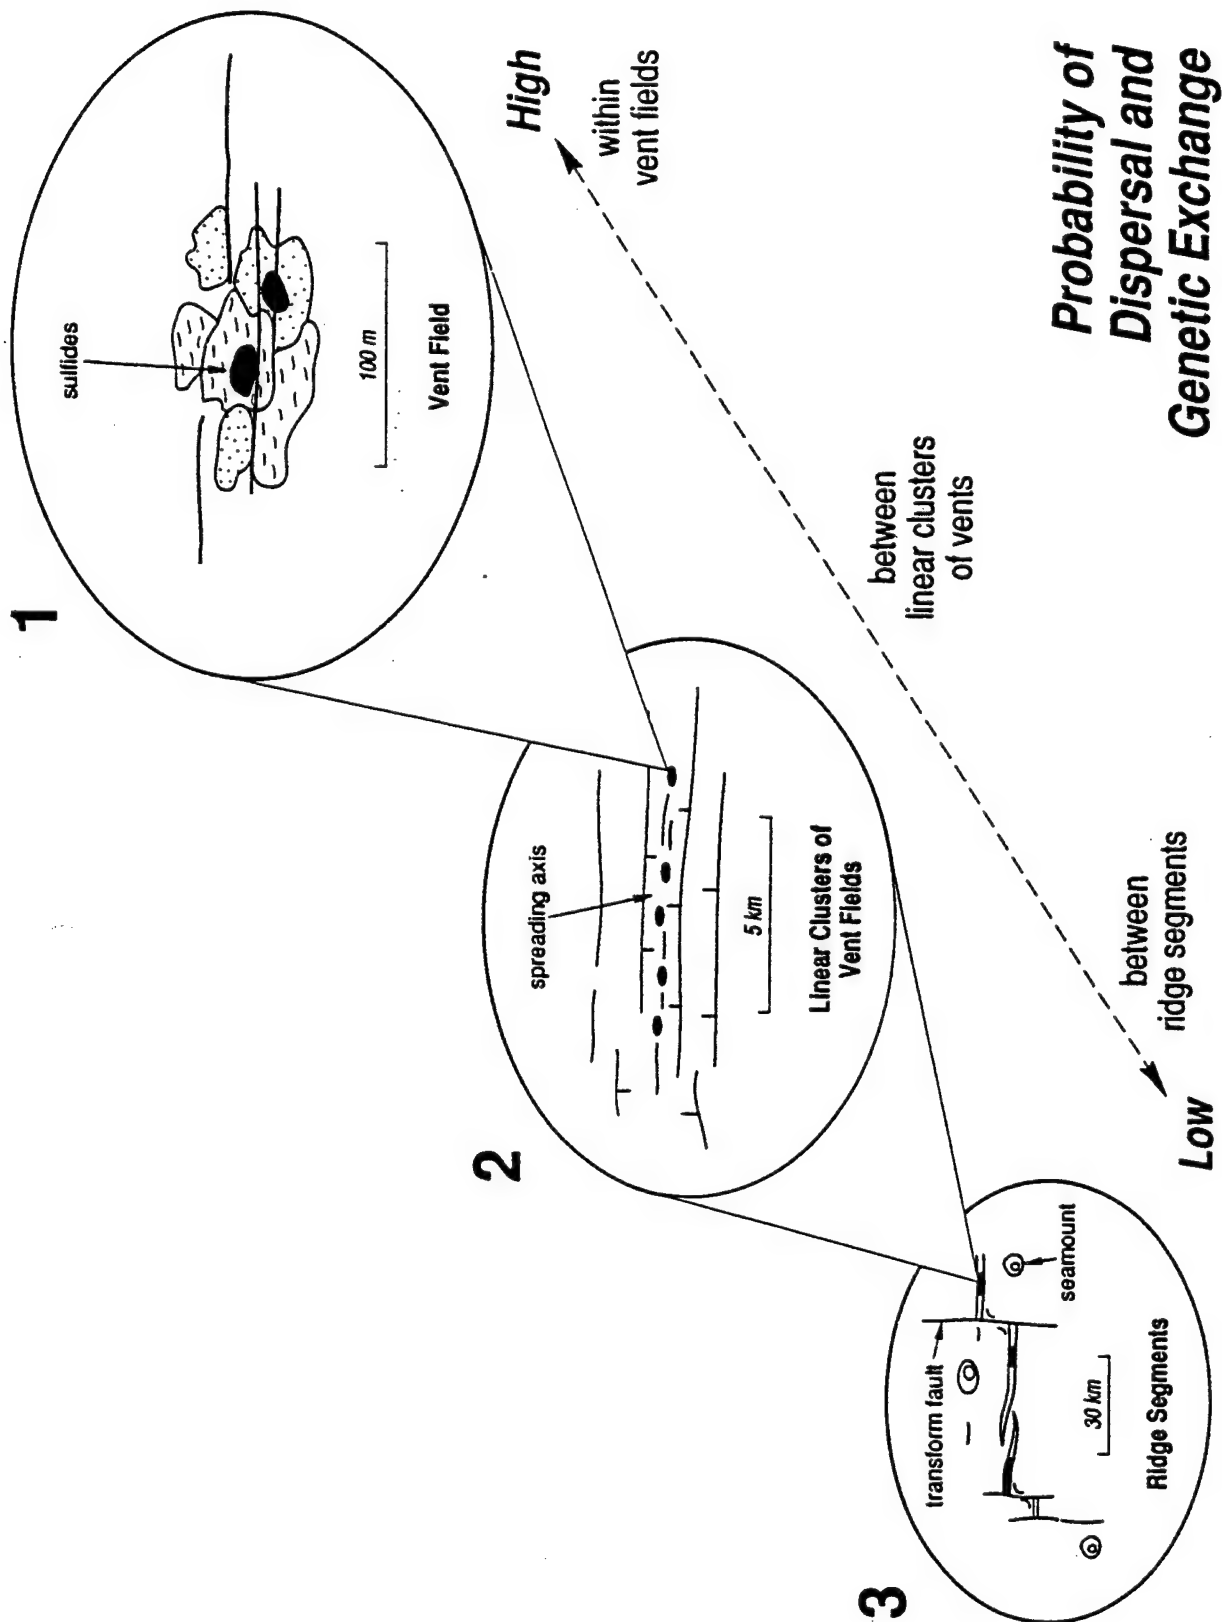 1
sulfides
100 m
Vent Field
2
spreading axis
5 km
Linear Clusters of
Vent Fields
3
transform fault
seamount
30 km
Ridge Segments
High
within
vent fields
between
linear clusters
of vents
between
ridge segments
Low
Probability of
Dispersal and
Genetic Exchange